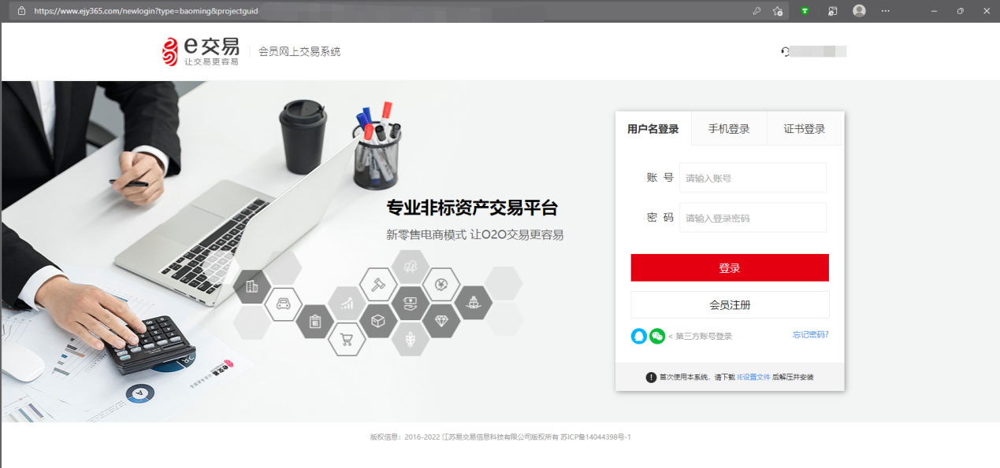 https://www.ejy365.com/newlogin?type=baoming&projectguid
e交易
让交易更容易
会员网上交易系统
用户名登录
手机登录
证书登录
账 号
请输入账号
密 码
请输入登录密码
登录
会员注册
< 第三方账号登录
忘记密码?
首次使用本系统,请下载 IE设置文件 后解压并安装
专业非标资产交易平台
新零售电商模式 让O2O交易更容易
版权信息:2016-2022 江苏易交易信息科技有限公司版权所有 苏ICP备14044398号-1